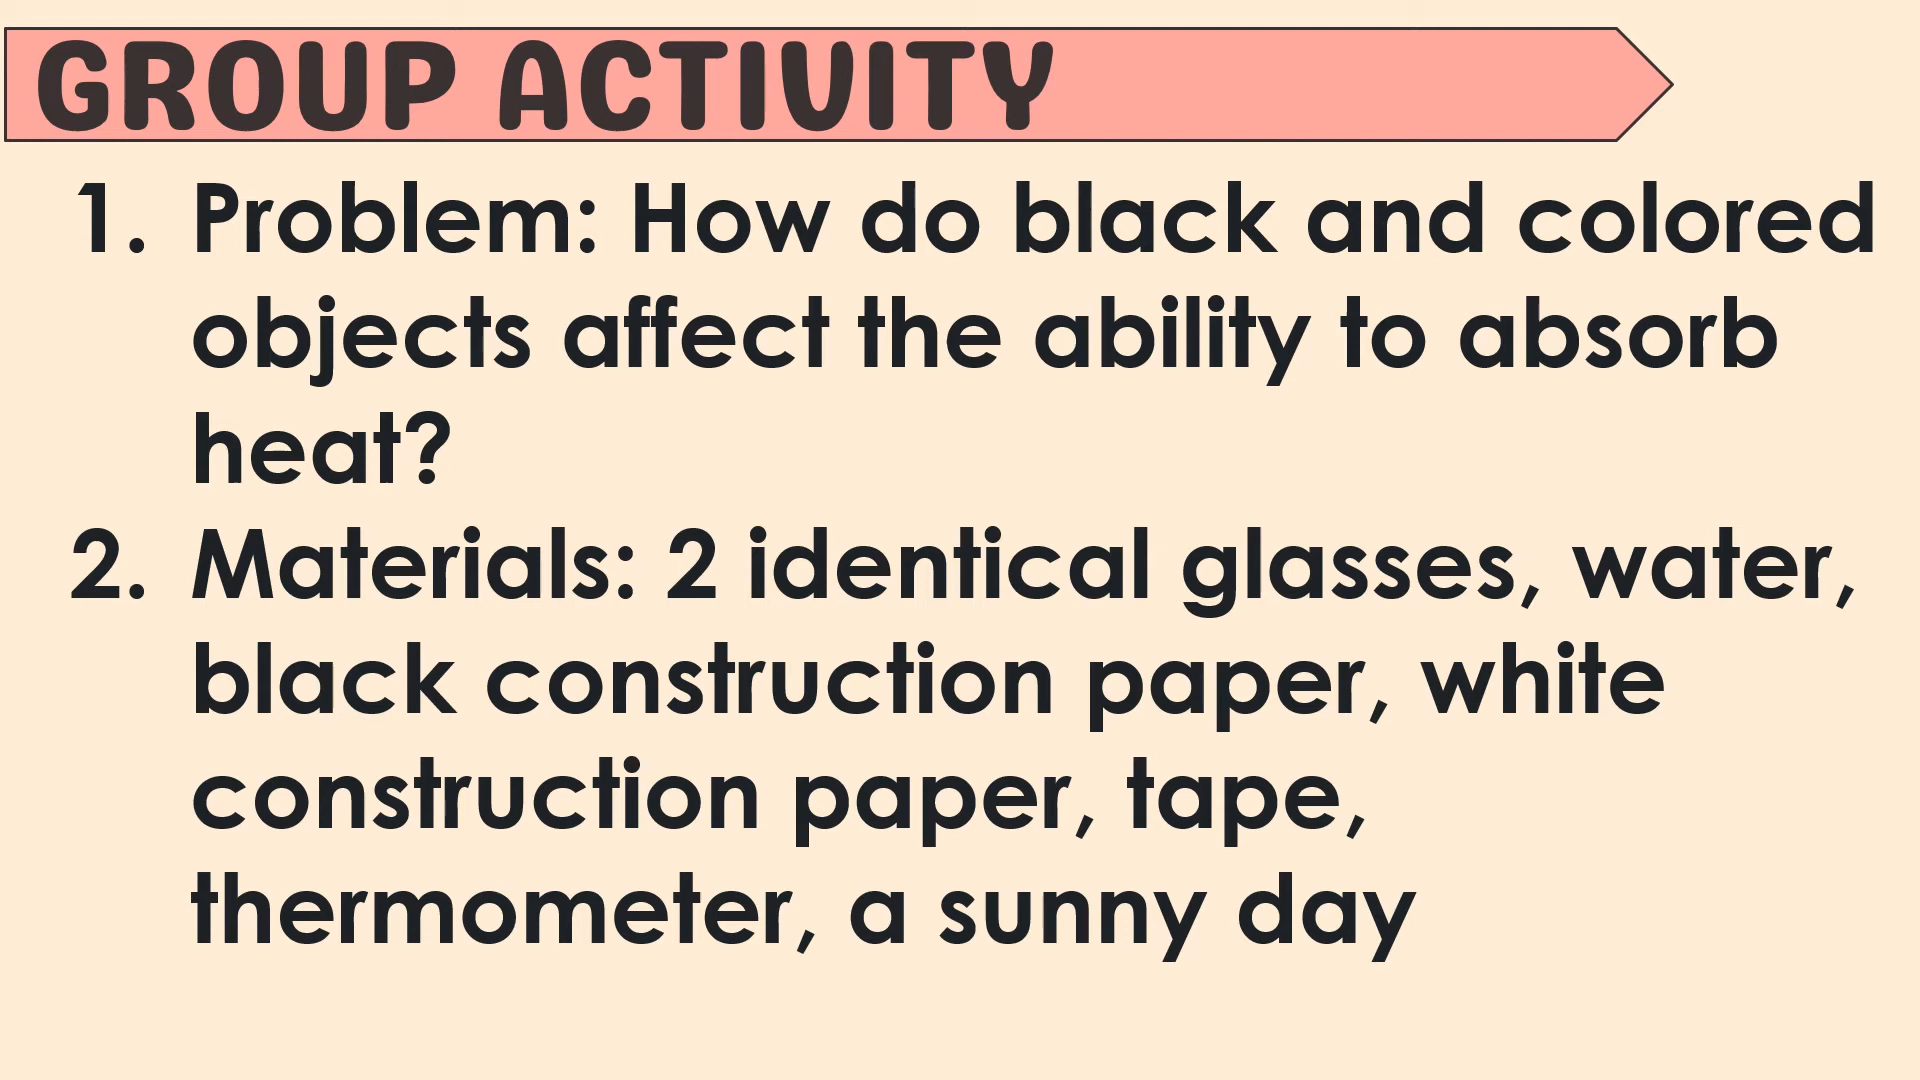 GROUP ACTIVITY
1. Problem: How do black and colored
objects affect the ability to absorb
heat?
2. Materials: 2 identical glasses, water,
black construction paper, white
construction paper, tape,
thermometer, a sunny day